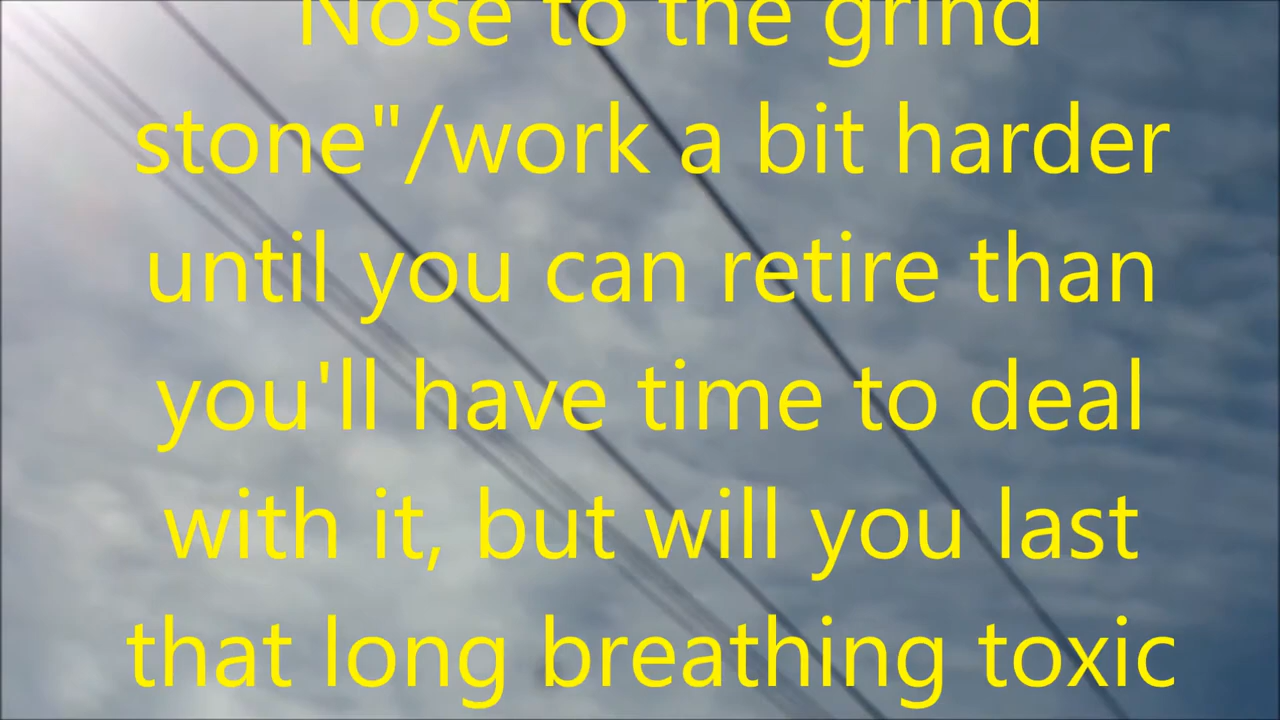 Nose to the grind
stone"/work a bit harder
until you can retire than
you'll have time to deal
with it, but will you last
that long breathing toxic